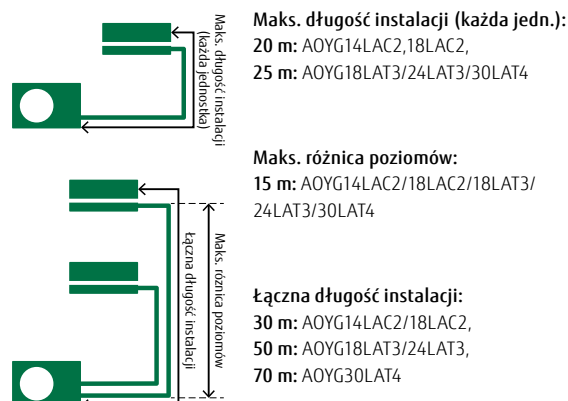 Maks. długość instalacji
(każda jednostka)
Maks. długość instalacji (każda jedn.):
20 m: AOYG14LAC2,18LAC2,
25 m: AOYG18LAT3/24LAT3/30LAT4
Maks. różnica poziomów:
15 m: AOYG14LAC2/18LAC2/18LAT3/
24LAT3/30LAT4
Łączna długość instalacji
Maks. różnica poziomów
Łączna długość instalacji:
30 m: AOYG14LAC2/18LAC2,
50 m: AOYG18LAT3/24LAT3,
70 m: AOYG30LAT4